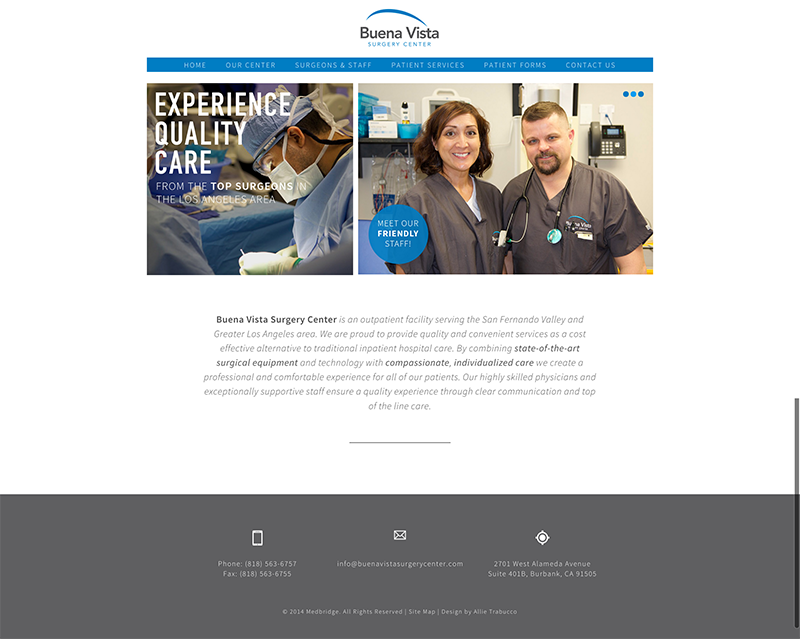 Buena Vista
SURGERY CENTER
HOME OUR CENTER SURGEONS & STAFF PATIENT SERVICES PATIENT FORMS CONTACT US
EXPERIENCE
QUALITY
CARE
FROM THE TOP SURGEONS IN
THE LOS ANGELES AREA
MEET OUR
FRIENDLY
STAFF!
Buena Vista
Buena Vista Surgery Center is an outpatient facility serving the San Fernando Valley and
Greater Los Angeles area. We are proud to provide quality and convenient services as a cost
effective alternative to traditional inpatient hospital care. By combining state-of-the-art
surgical equipment and technology with compassionate, individualized care we create a
professional and comfortable experience for all of our patients. Our highly skilled physicians and
exceptionally supportive staff ensure a quality experience through clear communication and top
of the line care.
Phone: (818) 563-6757
Fax: (818) 563-6755
info@buenavistasurgerycenter.com
2701 West Alameda Avenue
Suite 401B, Burbank, CA 91505
© 2014 Medbridge. All Rights Reserved | Site Map | Design by Allie Trabucco